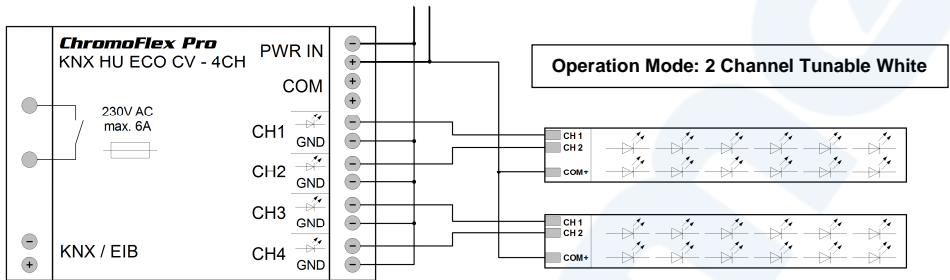 ChromoFlex Pro
KNX HU ECO CV - 4CH
PWR IN
COM
230V AC
max. 6A
CH1
GND
CH2
GND
CH3
GND
CH4
GND
KNX / EIB
−
+
−
+
+
+
−
−
−
−
−
−
−
−
Operation Mode: 2 Channel Tunable White
CH 1
CH 2
COM+
CH 1
CH 2
COM+